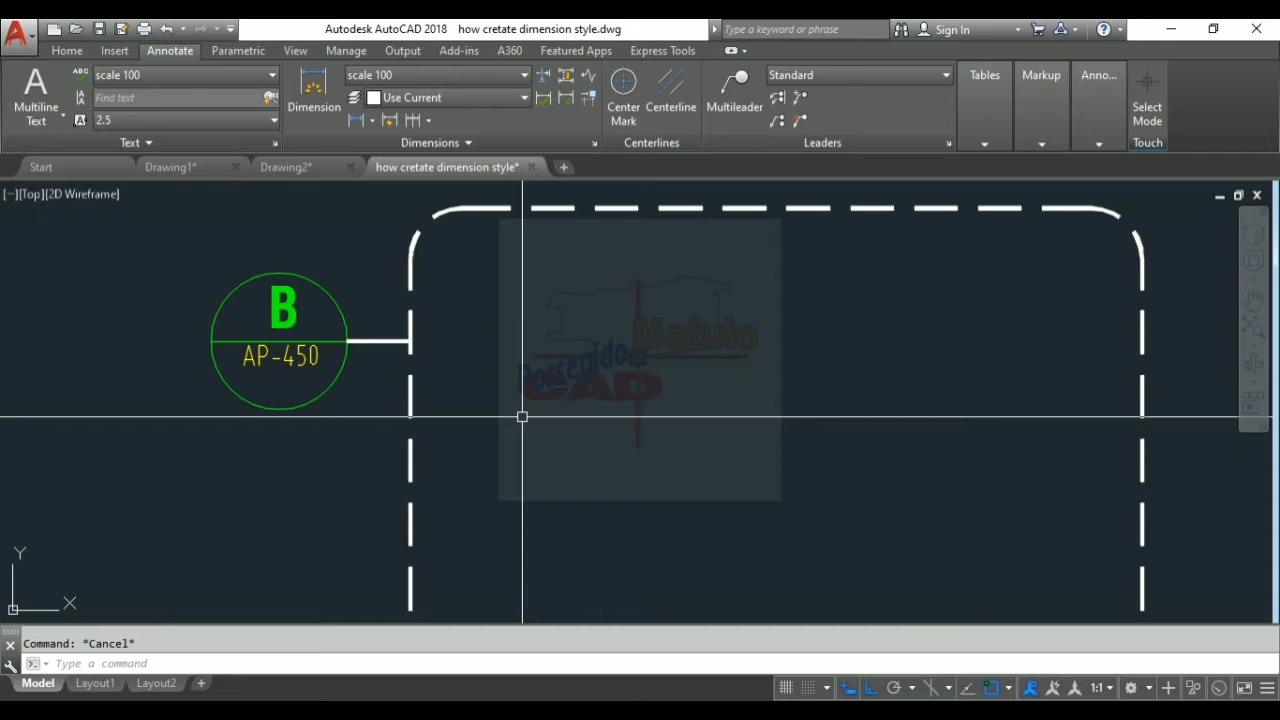 Autodesk AutoCAD 2018 how cretate dimension style.dwg
Type a keyword or phrase
Sign In
Home Insert Annotate Parametric View Manage Output Add-ins A360 Featured Apps Express Tools
A
Multiline
Text
ABC
scale 100
Find text
2.5
Text
Dimension
scale 100
Use Current
Dimensions
Center
Mark
Centerline
Centerlines
Multileader
Standard
Leaders
Tables
Markup
Anno...
Select
Mode
Touch
Start Drawing1* Drawing2* how cretate dimension style*
[−][Top][2D Wireframe]
B
AP-450
Matuto
Porsegido
CAD
Y
X
Command: *Cancel*
Type a command
Model Layout1 Layout2
1:1